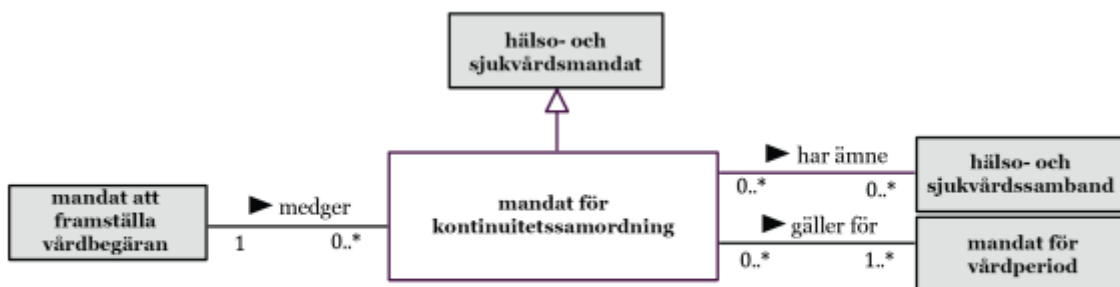 hälso- och
sjukvårdsmandat
mandat att
framställa
vårdbegäran
▶ medger
1
0..*
mandat för
kontinuitetssamordning
▶ har ämne
0..*
0..*
hälso- och
sjukvårdssamband
▶ gäller för
0..*
1..*
mandat för
vårdperiod